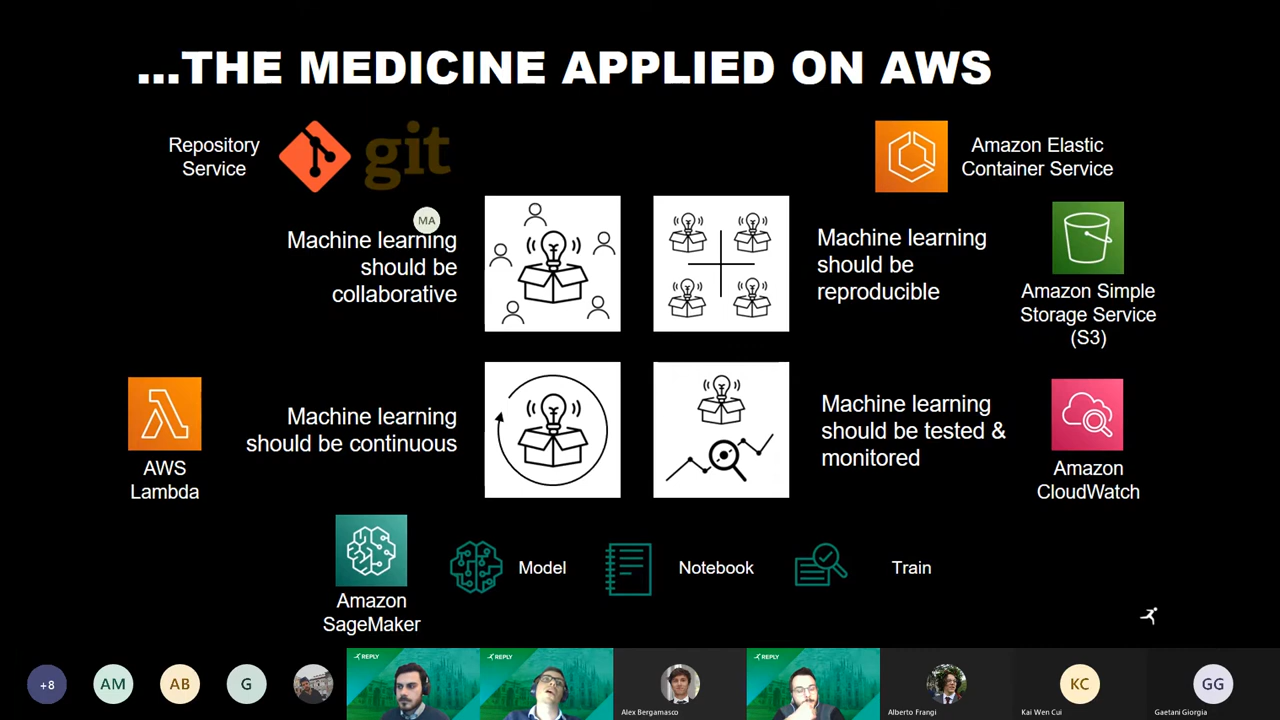 ...THE MEDICINE APPLIED ON AWS
Repository
Service
git
Amazon Elastic
Container Service
MA
Machine learning
should be
collaborative
Machine learning
should be
reproducible
Amazon Simple
Storage Service
(S3)
AWS
Lambda
Machine learning
should be continuous
Machine learning
should be tested &
monitored
Amazon
CloudWatch
Amazon
SageMaker
Model
Notebook
Train
+8
AM
AB
G
REPLY
REPLY
Alex Bergamasco
REPLY
Alberto Frangi
KC
Kai Wen Cui
GG
Gaetani Giorgia